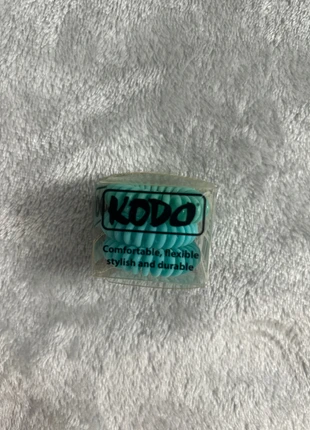 KODO
Comfortable, flexible
stylish and durable